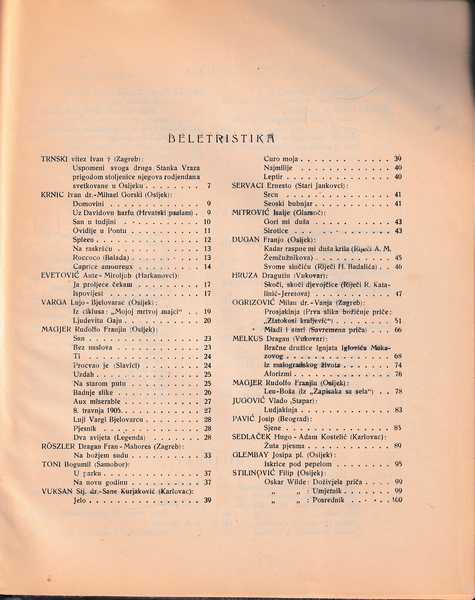 BELETRISTIKA
TRNSKI vitez Ivan † (Zagreb):
Uspomeni svoga druga Stanka Vraza
prigodom stoljetnice njegova rodjendana
svetkovane u Osijeku . . . . . . . 7
KRNIC Ivan dr.-Mihael Gorski (Osijek):
Domovini . . . . . . . . . . 9
Uz Davidovu harfu (Hrvatski psalam) . 9
San u tudjini . . . . . . . . . 10
Ovidije u Pontu . . . . . . . . 11
Spleen . . . . . . . . . . . 12
Na raskršću . . . . . . . . . 13
Roccoco (Balada) . . . . . . . . 13
Caprice amoureux . . . . . . . . 14
EVETOVIĆ Ante-Miroljub (Harkanovci):
Ja proljeće čekam . . . . . . . . 17
Ispovijest . . . . . . . . . . 17
VARGA Lujo-Bjelovarac (Osijek):
Iz ciklusa: „Mojoj mrtvoj majci“ . . . 19
Ljudevitu Gaju . . . . . . . . . 20
MAGJER Rudolfo Franjin (Osijek):
San . . . . . . . . . . . . 23
Bez naslova . . . . . . . . . 23
Ti . . . . . . . . . . . . 24
Procvao je (Slavići) . . . . . . . 24
Uzdah . . . . . . . . . . . 25
Na starom putu . . . . . . . . 25
Badnje slike . . . . . . . . . 26
Aux miserable . . . . . . . . . 27
8. travnja 1905. . . . . . . . . 27
Luji Vargi Bjelovarcu . . . . . . 28
Pjesnik . . . . . . . . . . . 28
Dva svijeta (Legenda) . . . . . . 28
RÖSZLER Dragan Fran-Mahores (Zagreb):
Na božjem sudu . . . . . . . . 33
TONI Bogumil (Samobor):
U parku . . . . . . . . . . . 37
Na novu godinu . . . . . . . . 37
VUKSAN Stj. dr.-Sane Kurjaković (Karlovac):
Jelo . . . . . . . . . . . . 39
Curo moja . . . . . . . . . . 39
Najmilije . . . . . . . . . . 40
Leptir . . . . . . . . . . . 40
SERVACI Ernesto (Stari Jankovci):
Srcu . . . . . . . . . . . . 41
Seoski bubnjar . . . . . . . . . 41
MITROVIĆ Isaije (Glamoč):
Gori mi duša . . . . . . . . . 43
Sirotice . . . . . . . . . . . 43
DUGAN Franjo (Osijek):
Kadar raspne mi duša krila (Riječi A. M.
Žemčužnikova) . . . . . . . . . 45
Svome sinčiću (Riječi H. Badalića) . . 46
HRUZA Dragutin (Vukovar):
Skoči, skoči djevojčice (Riječi R. Kata-
linić-Jeretova) . . . . . . . . . 47
OGRIZOVIĆ Milan dr.-Vanja (Zagreb):
Prosjakinja (Prva slika božićnje priče
„Zlatokosi kraljević“) . . . . . . . 51
Mladi i stari (Savremena priča) . . . 66
MELKUS Dragan (Vukovar):
Bračne družice Ignjata Iglovića Maka-
zovog . . . . . . . . . . . 68
Iz malogradskog života . . . . . . 74
Aforizmi . . . . . . . . . . . 76
MAGJER Rudolfo Franjin (Osijek):
Leu-Boža (Iz „Zapisaka sa sela“) . . 78
JUGOVIĆ Vlado (Stapar):
Ludjakinja . . . . . . . . . . 83
PAVIĆ Josip (Beograd):
Sjene . . . . . . . . . . . 85
SEDLAČEK Hugo-Adam Kostelić (Karlovac)
Žuta pjesma . . . . . . . . . 89
GLEMBAY Josipa pl. (Osijek):
Iskrice pod pepelom . . . . . . . 95
STILINOVIĆ Filip (Osijek):
Oskar Wilde: Doživjela priča . . . . 99
„ „ : Umjetnik . . . . . 99
„ „ : Posrednik . . . . . 100